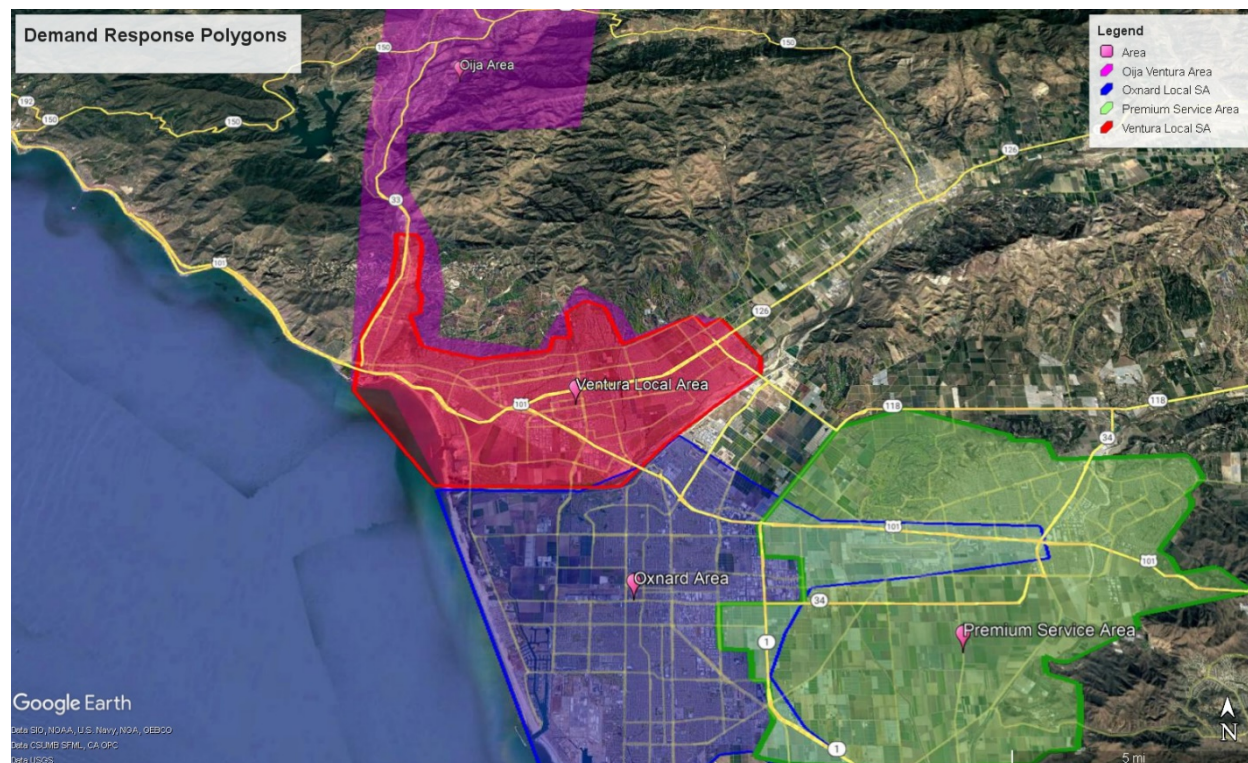 Demand Response Polygons
Legend
Area
Oija Ventura Area
Oxnard Local SA
Premium Service Area
Ventura Local SA
150
150
Oija Area
192
150
150
126
33
101
126
Ventura Local Area
101
118
118
34
101
101
Oxnard Area
34
1
Premium Service Area
1
Google Earth
Data SIO, NOAA, U.S. Navy, NGA, GEBCO
Data CSUMB SFML, CA OPC
Data USGS
N
5 mi